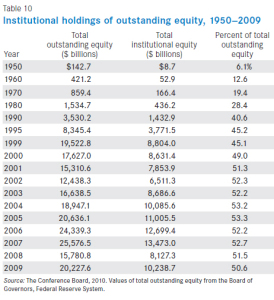 Table 10
Institutional holdings of outstanding equity, 1950–2009
Total Total Percent of total
outstanding equity institutional equity outstanding
Year ($ billions) ($ billions) equity
1950 $142.7 $8.7 6.1%
1960 421.2 52.9 12.6
1970 859.4 166.4 19.4
1980 1,534.7 436.2 28.4
1990 3,530.2 1,432.9 40.6
1995 8,345.4 3,771.5 45.2
1999 19,522.8 8,804.0 45.1
2000 17,627.0 8,631.4 49.0
2001 15,310.6 7,853.9 51.3
2002 12,438.3 6,511.3 52.3
2003 16,638.5 8,686.6 52.2
2004 18,947.1 10,085.6 53.2
2005 20,636.1 11,005.5 53.3
2006 24,339.3 12,699.4 52.2
2007 25,576.5 13,473.0 52.7
2008 15,780.8 8,127.3 51.5
2009 20,227.6 10,238.7 50.6
Source: The Conference Board, 2010. Values of total outstanding equity from the Board of
Governors, Federal Reserve System.